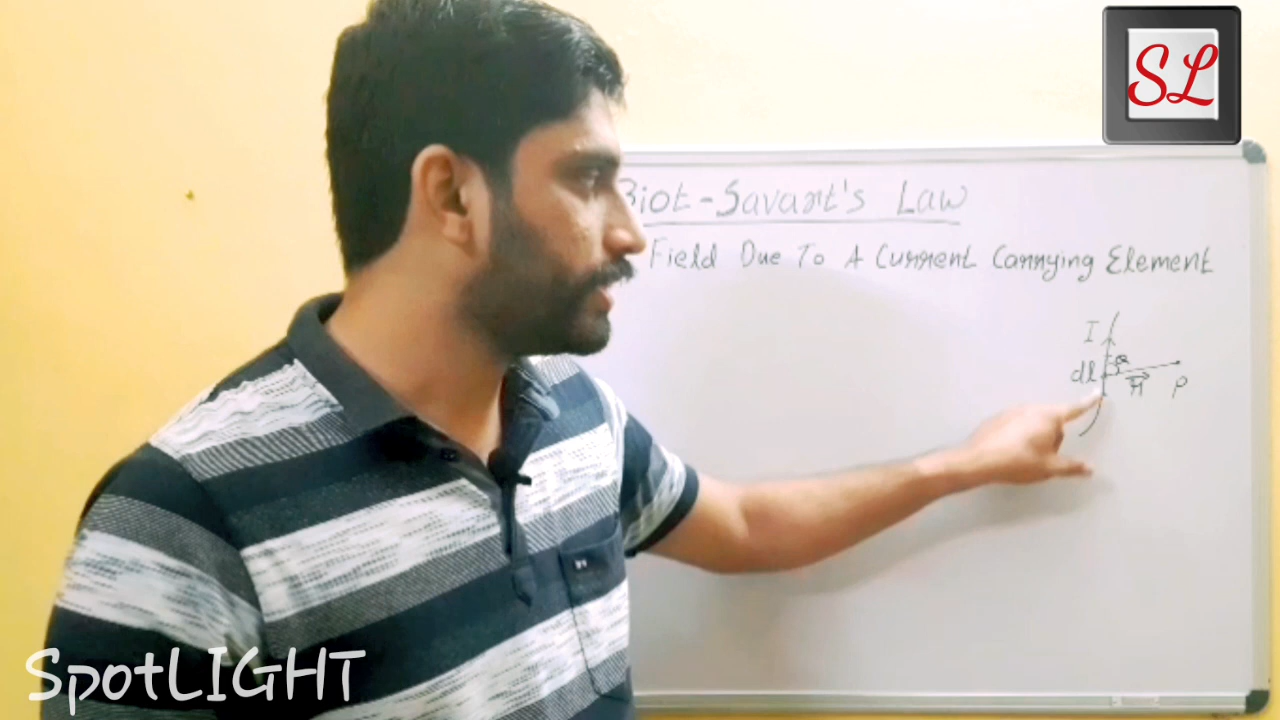 SL
Biot-Savart's Law
Field Due To A Current Carrying Element
I
θ
dl
r
P
SpotLIGHT